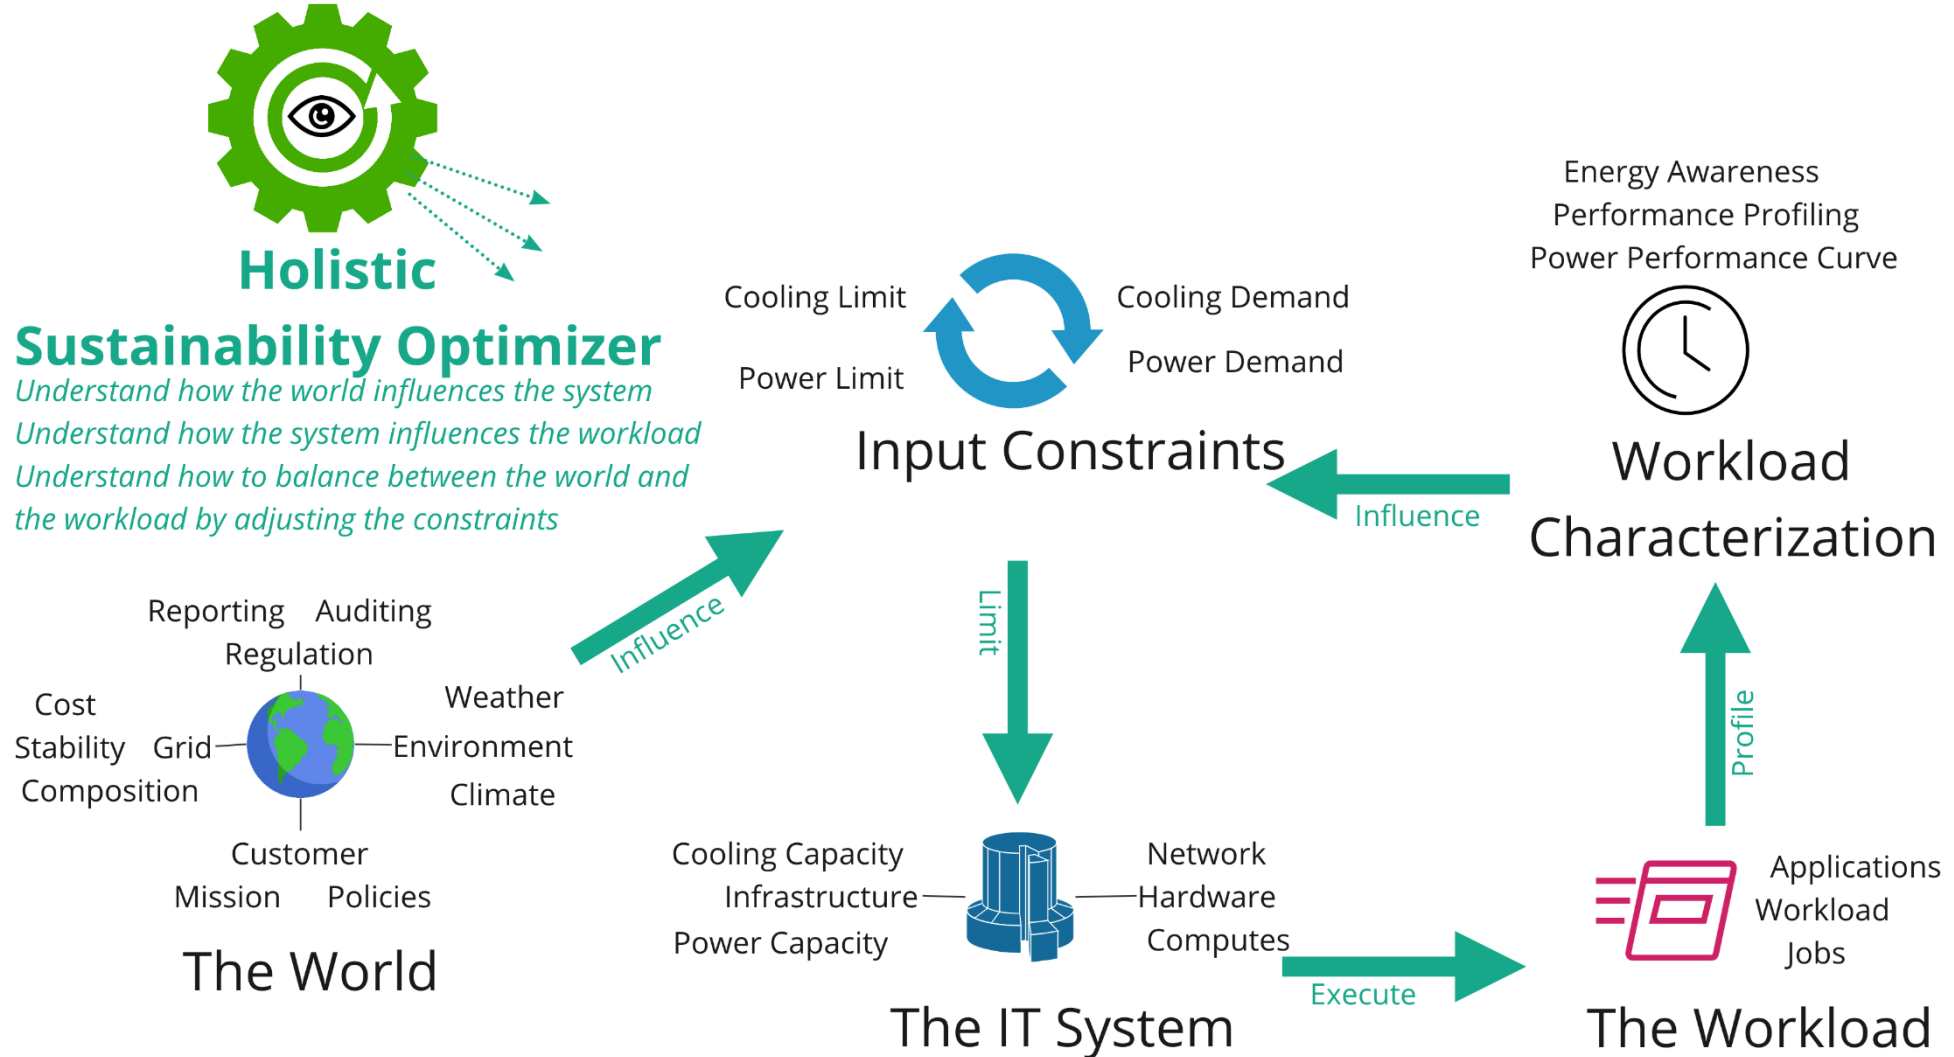 Holistic
Sustainability Optimizer
Understand how the world influences the system
Understand how the system influences the workload
Understand how to balance between the world and
the workload by adjusting the constraints
Reporting Auditing
Regulation
Cost
Stability Grid
Composition
Weather
Environment
Climate
Customer
Mission Policies
The World
Influence
Cooling Limit
Power Limit
Cooling Demand
Power Demand
Input Constraints
Limit
Cooling Capacity
Infrastructure
Power Capacity
Network
Hardware
Computes
The IT System
Execute
Applications
Workload
Jobs
The Workload
Profile
Energy Awareness
Performance Profiling
Power Performance Curve
Workload
Characterization
Influence